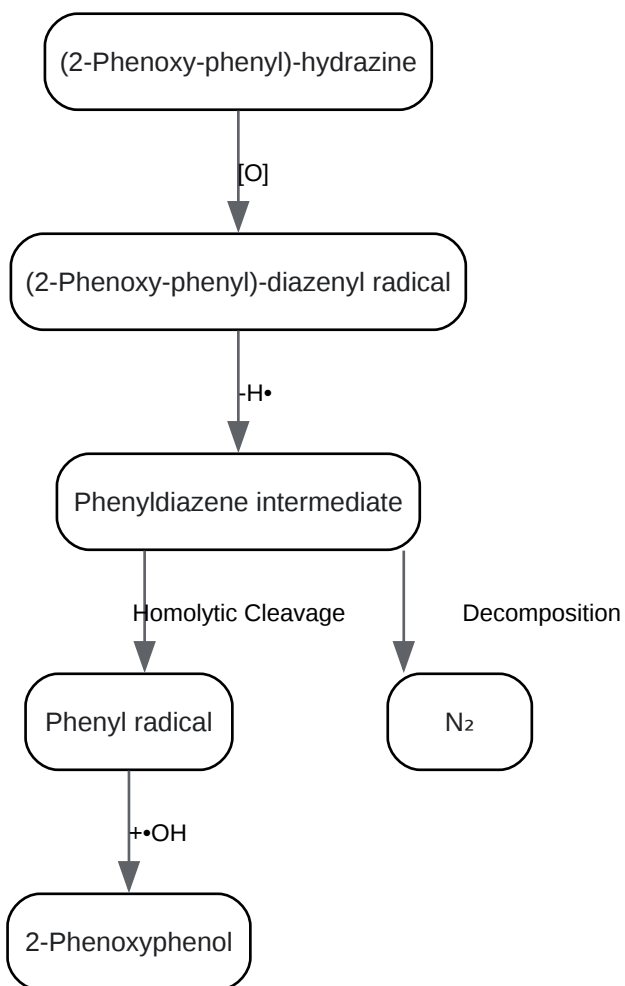 (2-Phenoxy-phenyl)-hydrazine
[O]
(2-Phenoxy-phenyl)-diazenyl radical
-H•
Phenyldiazene intermediate
Homolytic Cleavage
Decomposition
Phenyl radical
N₂
+•OH
2-Phenoxyphenol